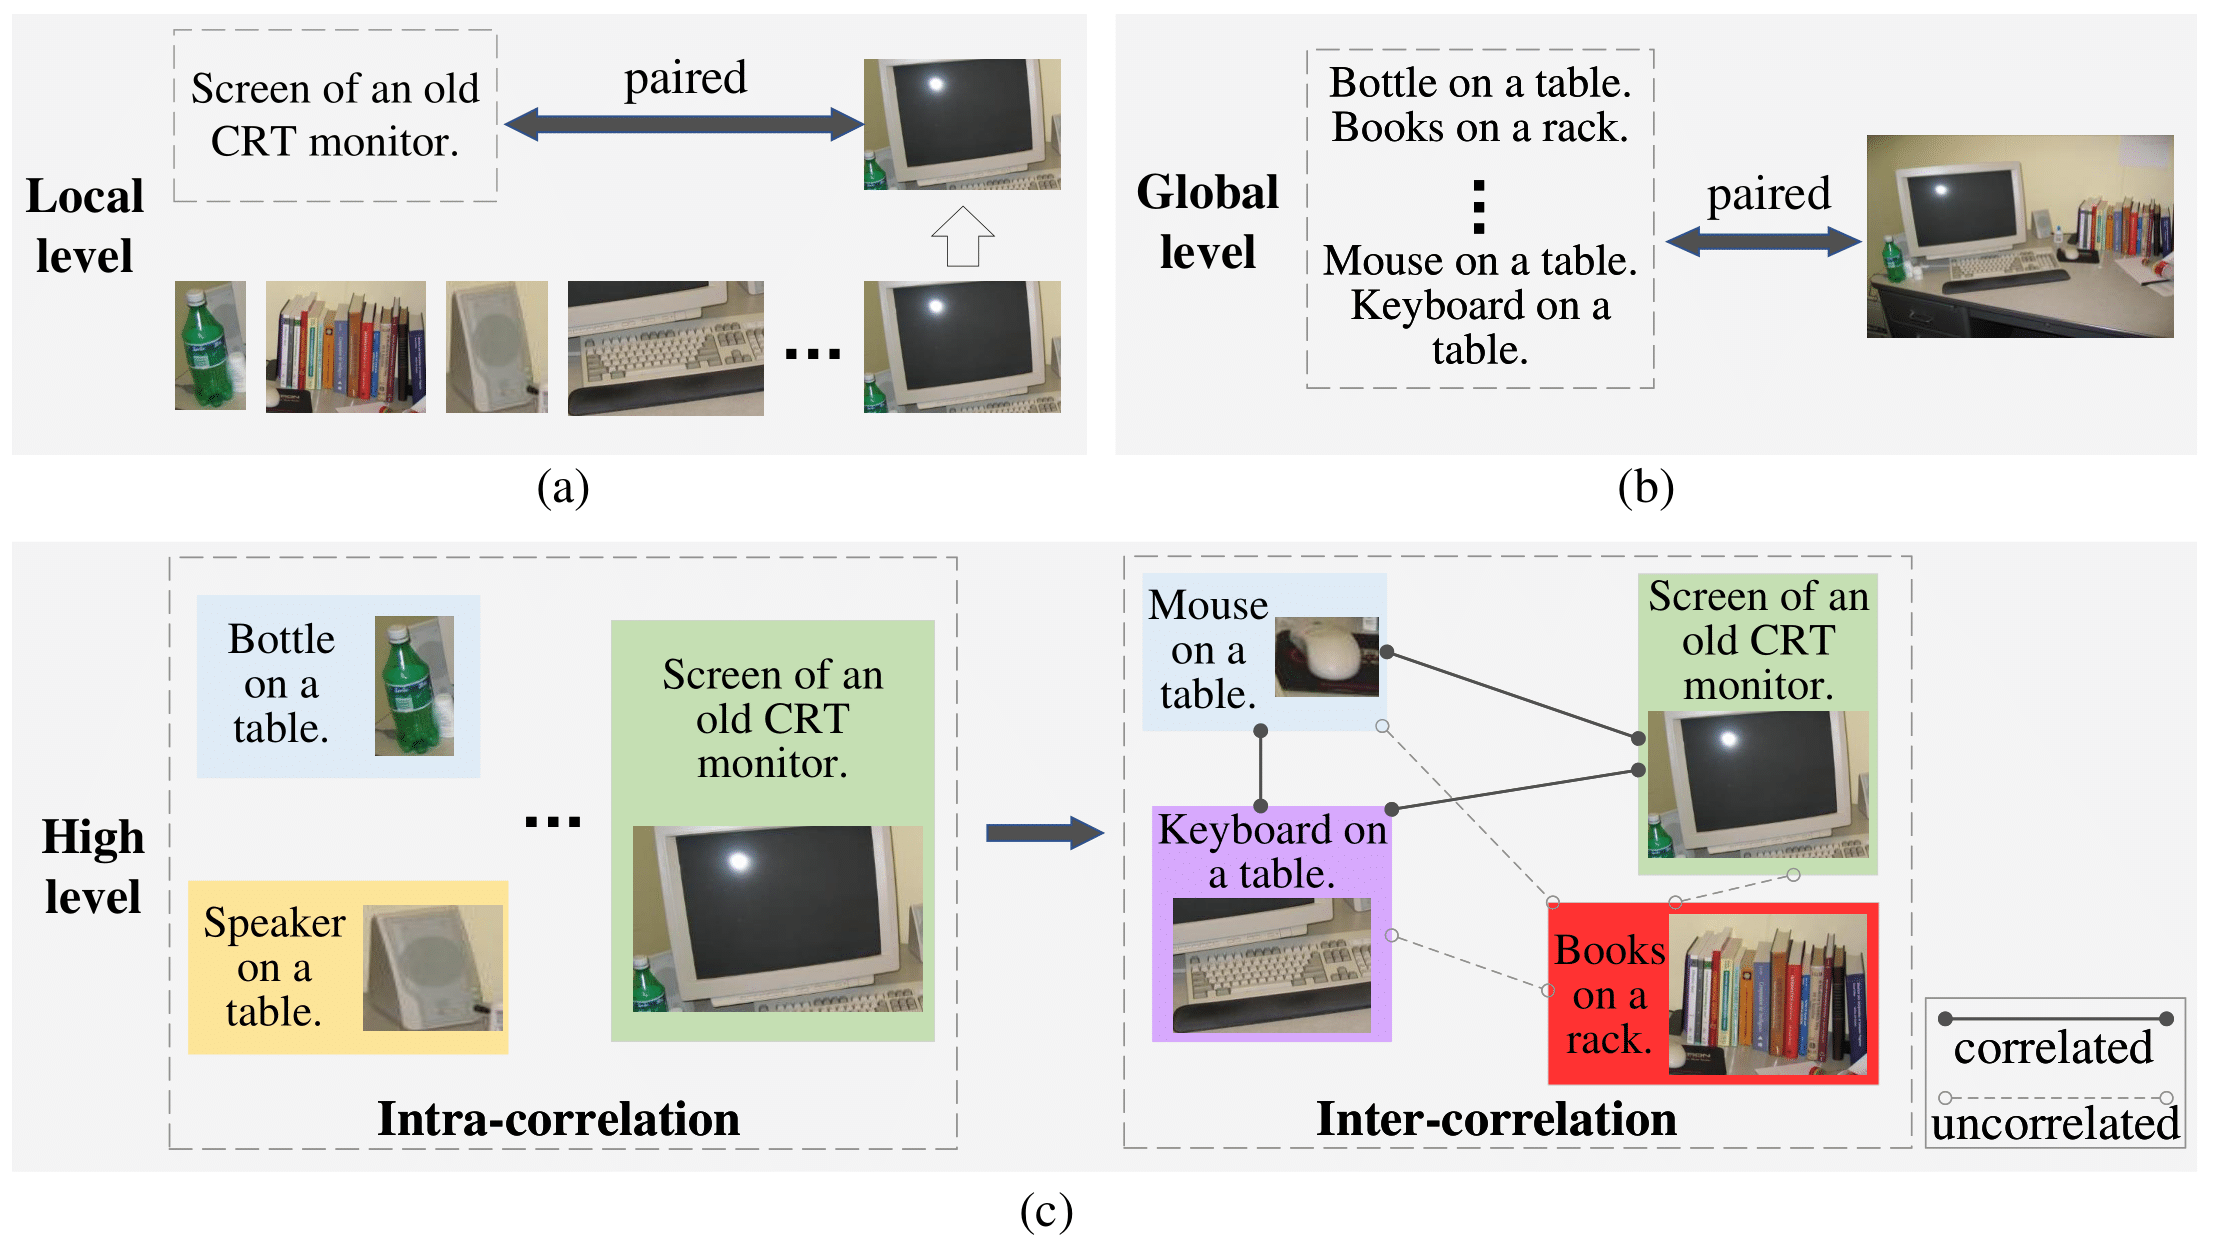 Screen of an old
CRT monitor.
paired
Local
level
(a)
Bottle on a table.
Books on a rack.
Mouse on a table.
Keyboard on a
table.
Global
level
paired
(b)
High
level
Bottle
on a
table.
Speaker
on a
table.
Screen of an
old CRT
monitor.
Intra-correlation
Mouse
on a
table.
Screen of an
old CRT
monitor.
Keyboard on
a table.
Books
on a
rack.
Inter-correlation
correlated
uncorrelated
(c)